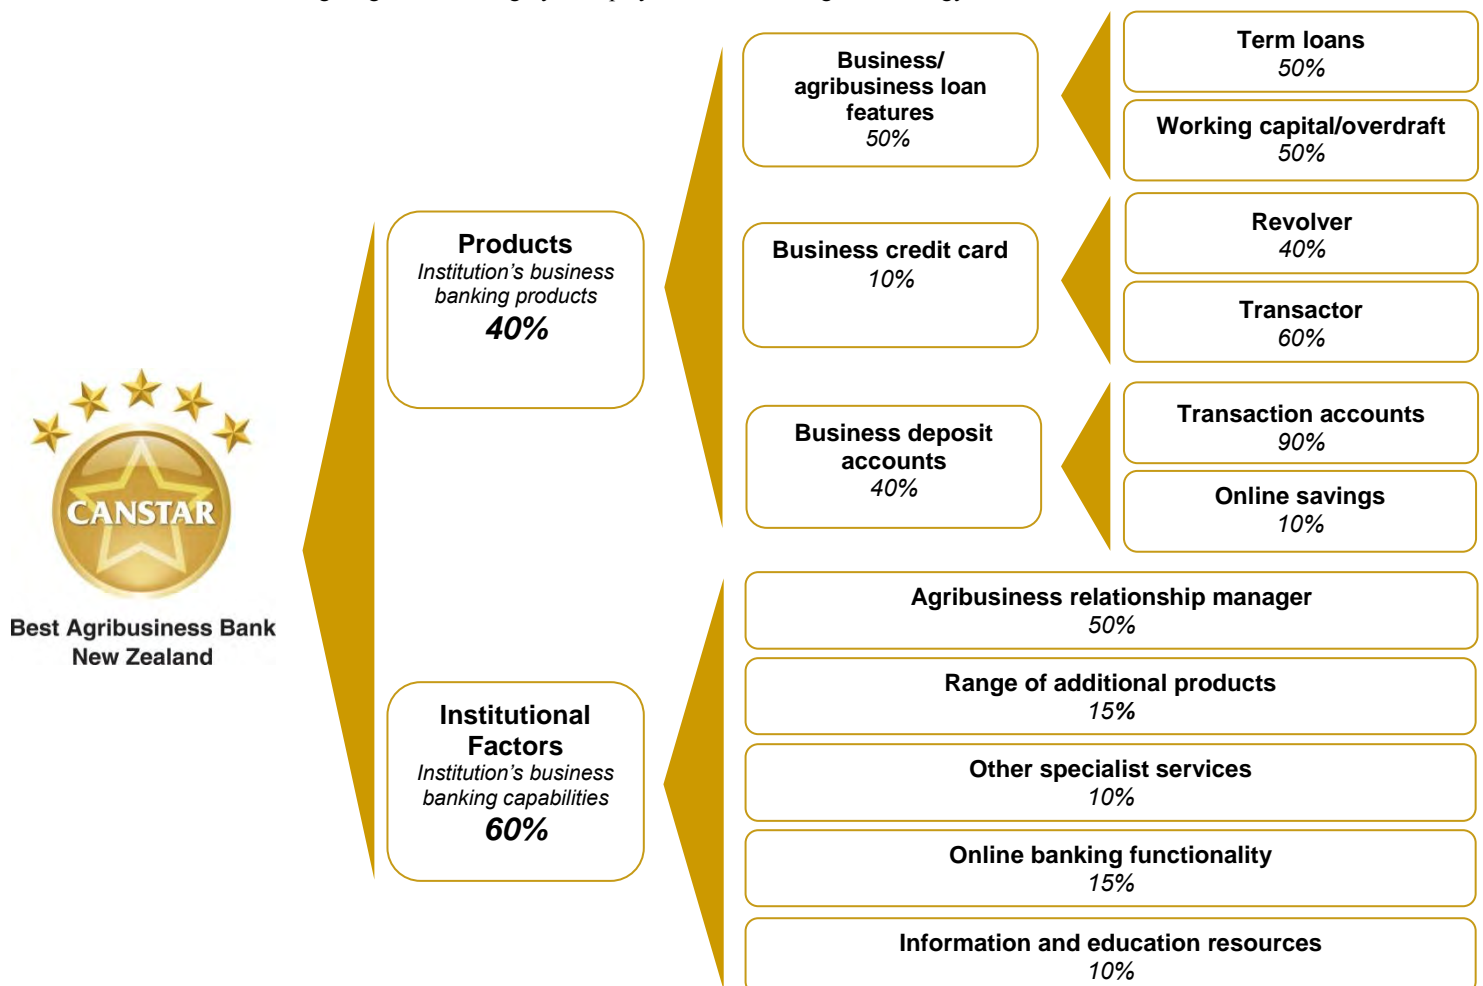 Business/
agribusiness loan
features
50%
Term loans
50%
Working capital/overdraft
50%
Products
Institution's business
banking products
40%
Business credit card
10%
Revolver
40%
Transactor
60%
Business deposit
accounts
40%
Transaction accounts
90%
Online savings
10%
CANSTAR
Best Agribusiness Bank
New Zealand
Institutional
Factors
Institution's business
banking capabilities
60%
Agribusiness relationship manager
50%
Range of additional products
15%
Other specialist services
10%
Online banking functionality
15%
Information and education resources
10%